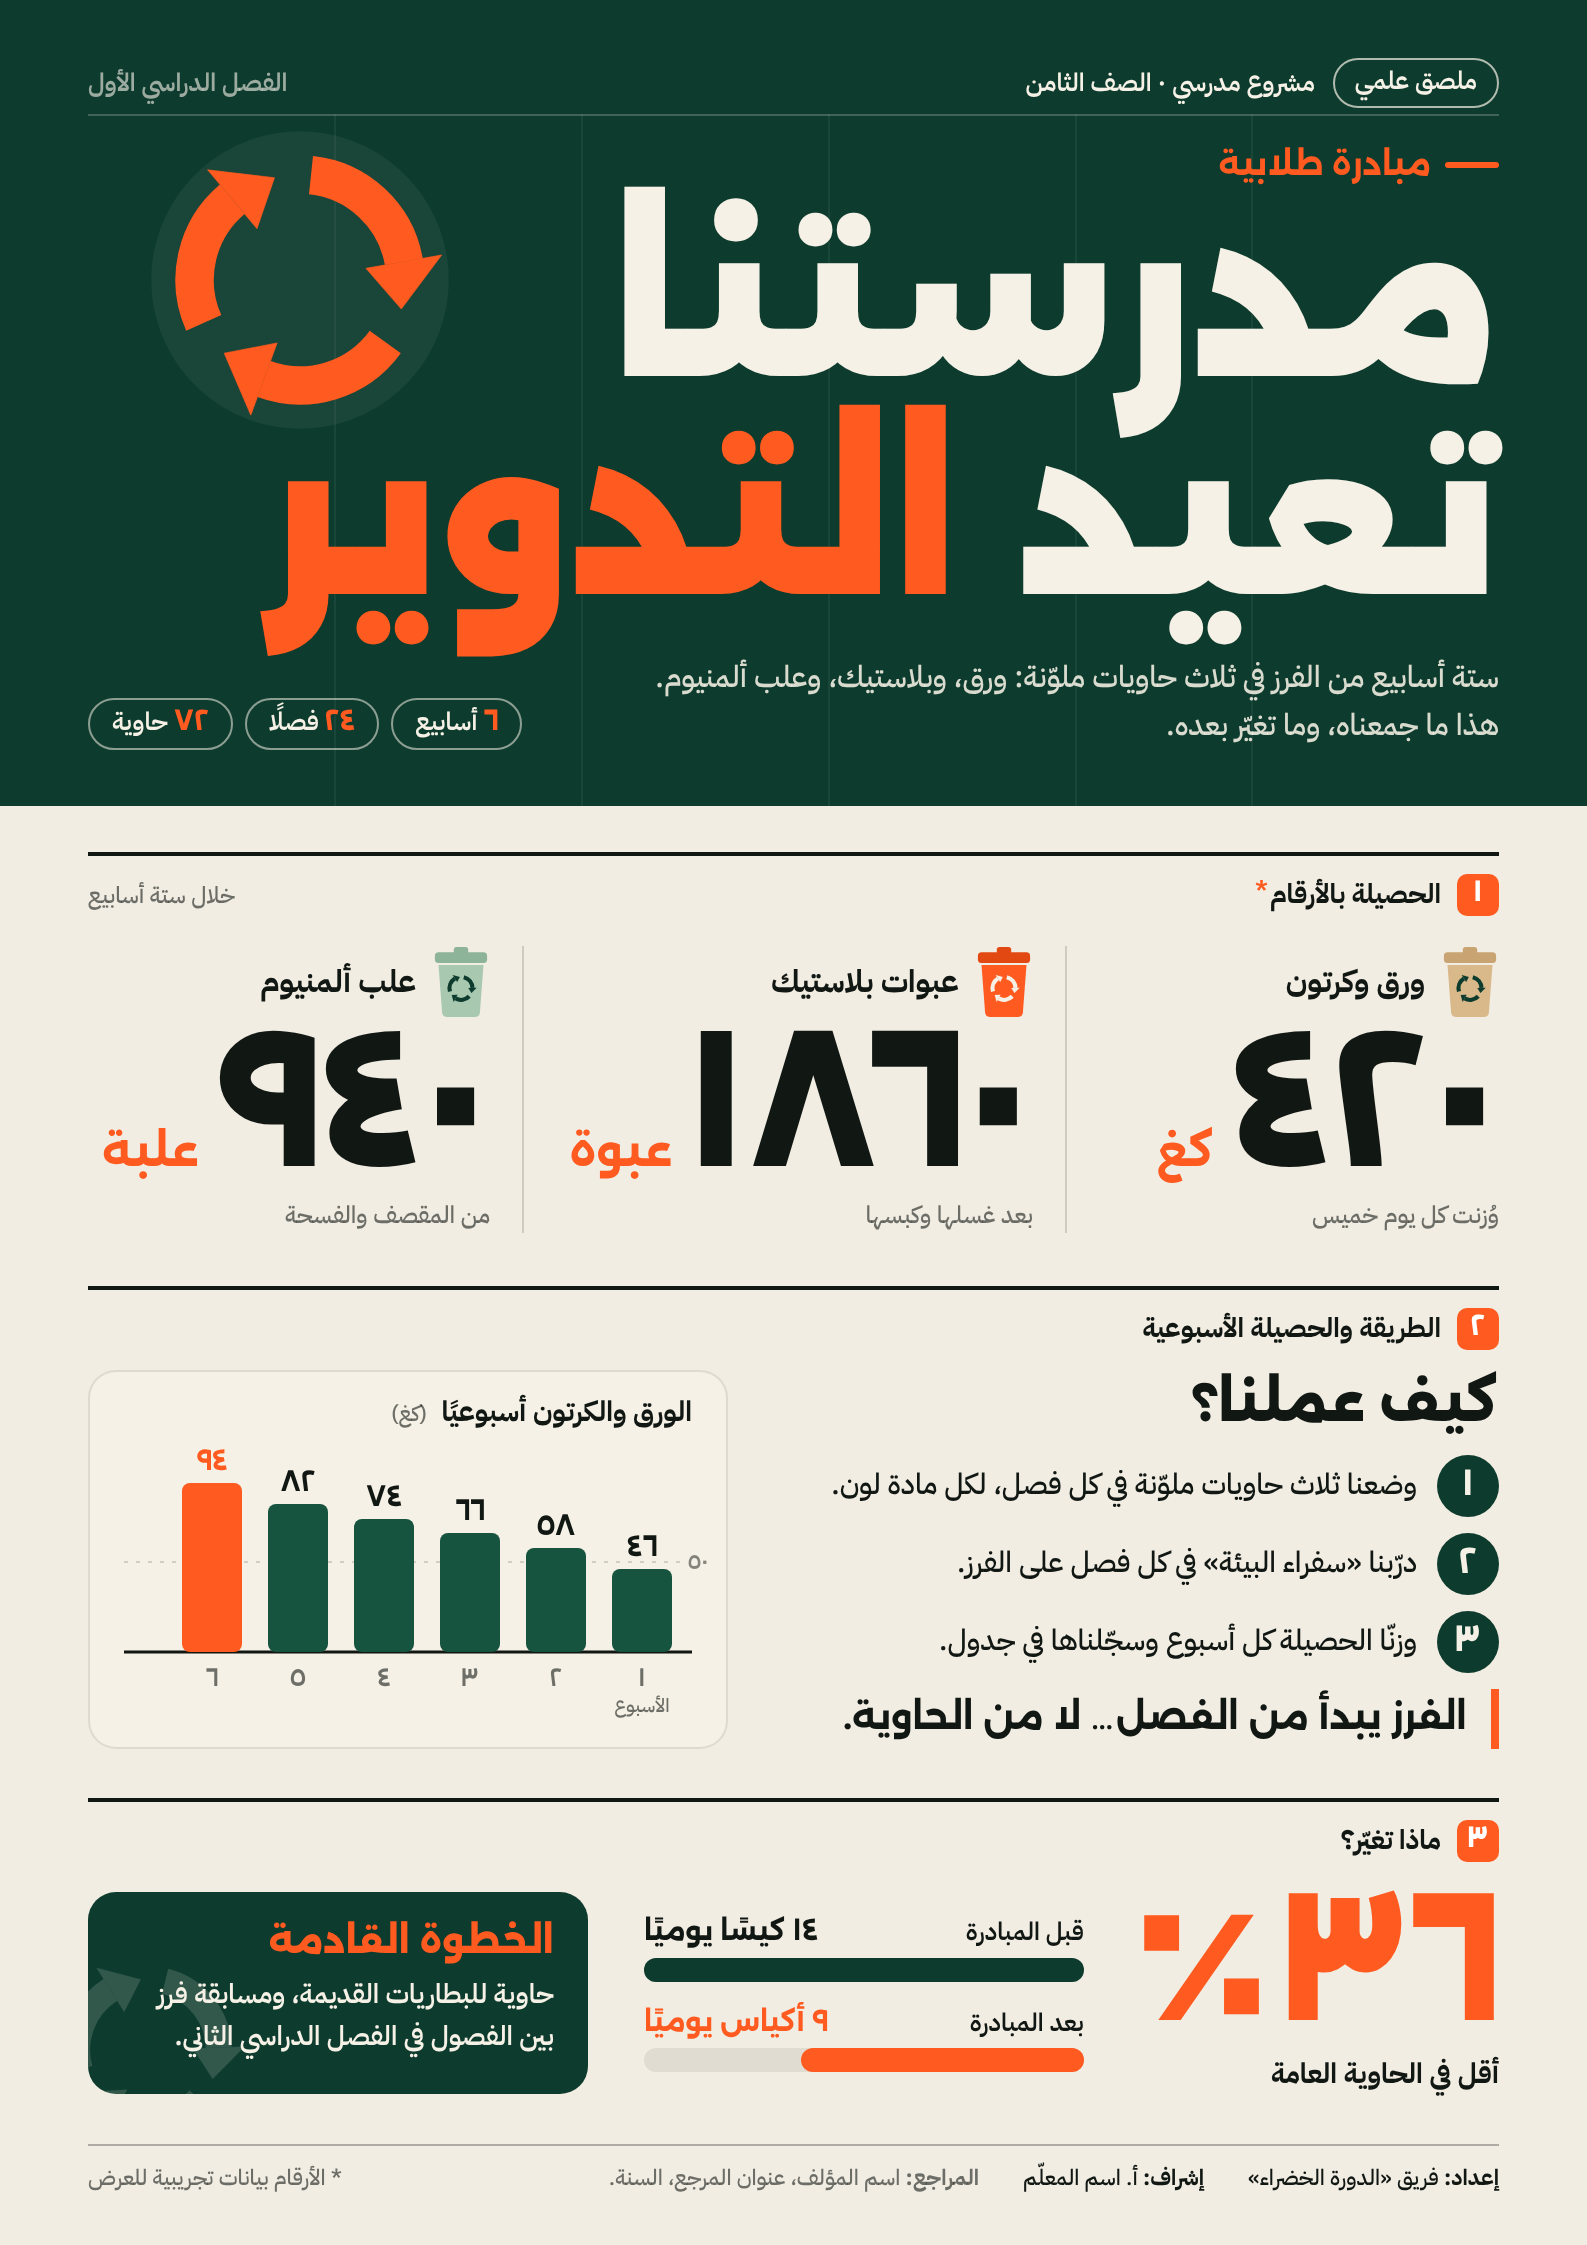 ملصق علمي
مشروع مدرسي · الصف الثامن
الفصل الدراسي الأول
مبادرة طلابية
مدرستنا
تعيد التدوير
ستة أسابيع من الفرز في ثلاث حاويات ملوّنة: ورق، وبلاستيك، وعلب ألمنيوم.
هذا ما جمعناه، وما تغيّر بعده.
٦ أسابيع
٢٤ فصلًا
٧٢ حاوية
١ الحصيلة بالأرقام*
خلال ستة أسابيع
ورق وكرتون
٤٢٠ كغ
وُزنت كل يوم خميس
عبوات بلاستيك
١٨٦٠ عبوة
بعد غسلها وكبسها
علب ألمنيوم
٩٤٠ علبة
من المقصف والفسحة
٢ الطريقة والحصيلة الأسبوعية
كيف عملنا؟
١ وضعنا ثلاث حاويات ملوّنة في كل فصل، لكل مادة لون.
٢ درّبنا «سفراء البيئة» في كل فصل على الفرز.
٣ وزنّا الحصيلة كل أسبوع وسجّلناها في جدول.
الفرز يبدأ من الفصل... لا من الحاوية.
الورق والكرتون أسبوعيًا (كغ)
٥٠
٤٦ ٥٨ ٦٦ ٧٤ ٨٢ ٩٤
١ ٢ ٣ ٤ ٥ ٦
الأسبوع
٣ ماذا تغيّر؟
٣٦٪
أقل في الحاوية العامة
قبل المبادرة ١٤ كيسًا يوميًا
بعد المبادرة ٩ أكياس يوميًا
الخطوة القادمة
حاوية للبطاريات القديمة، ومسابقة فرز
بين الفصول في الفصل الدراسي الثاني.
إعداد: فريق «الدورة الخضراء»
إشراف: أ. اسم المعلّم
المراجع: اسم المؤلف، عنوان المرجع، السنة.
* الأرقام بيانات تجريبية للعرض